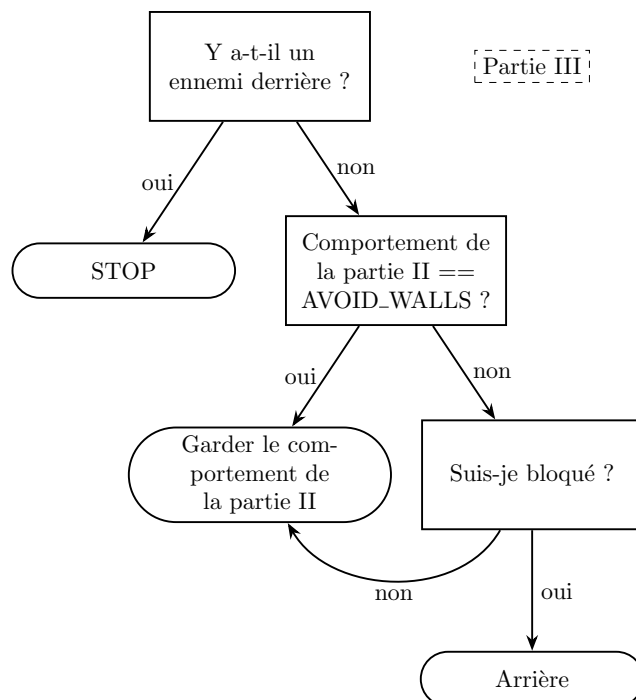 Y a-t-il un
ennemi derrière ?
Partie III
oui
non
STOP
Comportement de
la partie II ==
AVOID_WALLS ?
oui
non
Garder le com-
portement de
la partie II
Suis-je bloqué ?
non
oui
Arrière